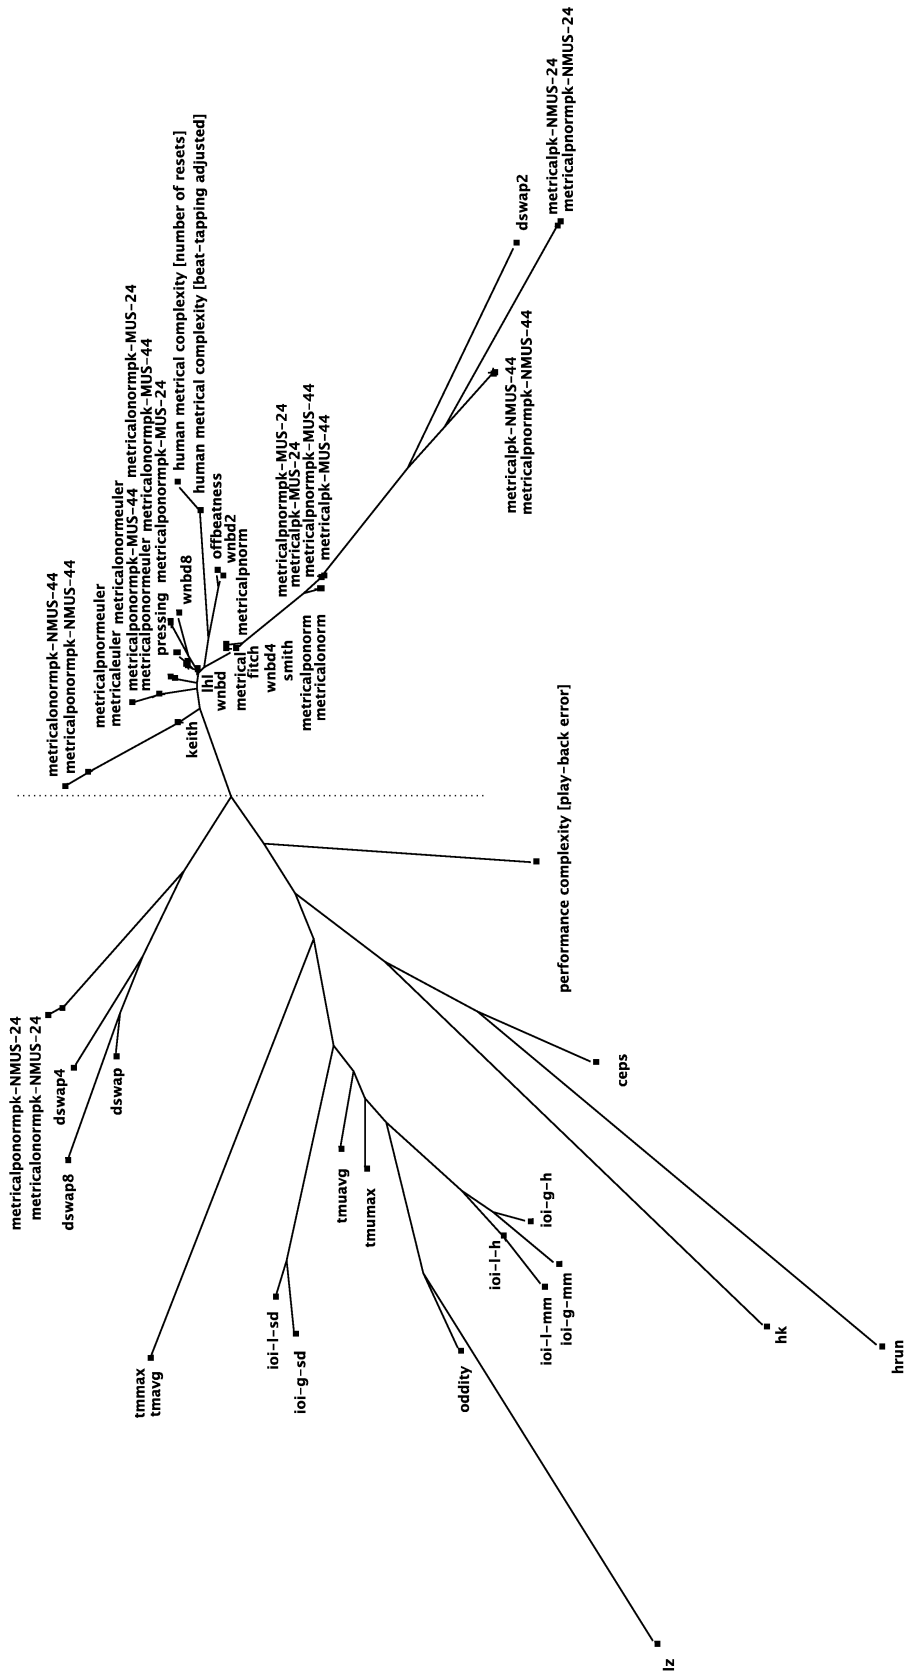 metricalpk-NMUS-24
metricalpnormpk-NMUS-24
dswap2
human metrical complexity [number of resets]
human metrical complexity [beat-tapping adjusted]
metricalpk-NMUS-44
metricalpnormpk-NMUS-44
metricalpnormpk-MUS-24
metricalpk-MUS-24
metricalpnormpk-MUS-44
metricalpk-MUS-44
offbeatness
wnbd2
metricalpnorm
wnbd8
metricalonormpk-NMUS-44
metricalponormpk-NMUS-44
metricalpnormeuler
metricaleuler metricalonormeuler
metricalponormpk-MUS-44 metricalonormpk-MUS-24
metricalponormeuler metricalonormpk-MUS-44
pressing metricalponormpk-MUS-24
keith
lhl
wnbd
metrical
fitch
wnbd4
smith
metricalponorm
metricalonorm
performance complexity [play-back error]
metricalponormpk-NMUS-24
metricalonormpk-NMUS-24
dswap4
dswap8
dswap
ceps
tmuavg
tmumax
ioi-g-h
ioi-l-h
ioi-l-mm
ioi-g-mm
ioi-l-sd
ioi-g-sd
tmmax
tmavg
oddity
hk
hrun
lz